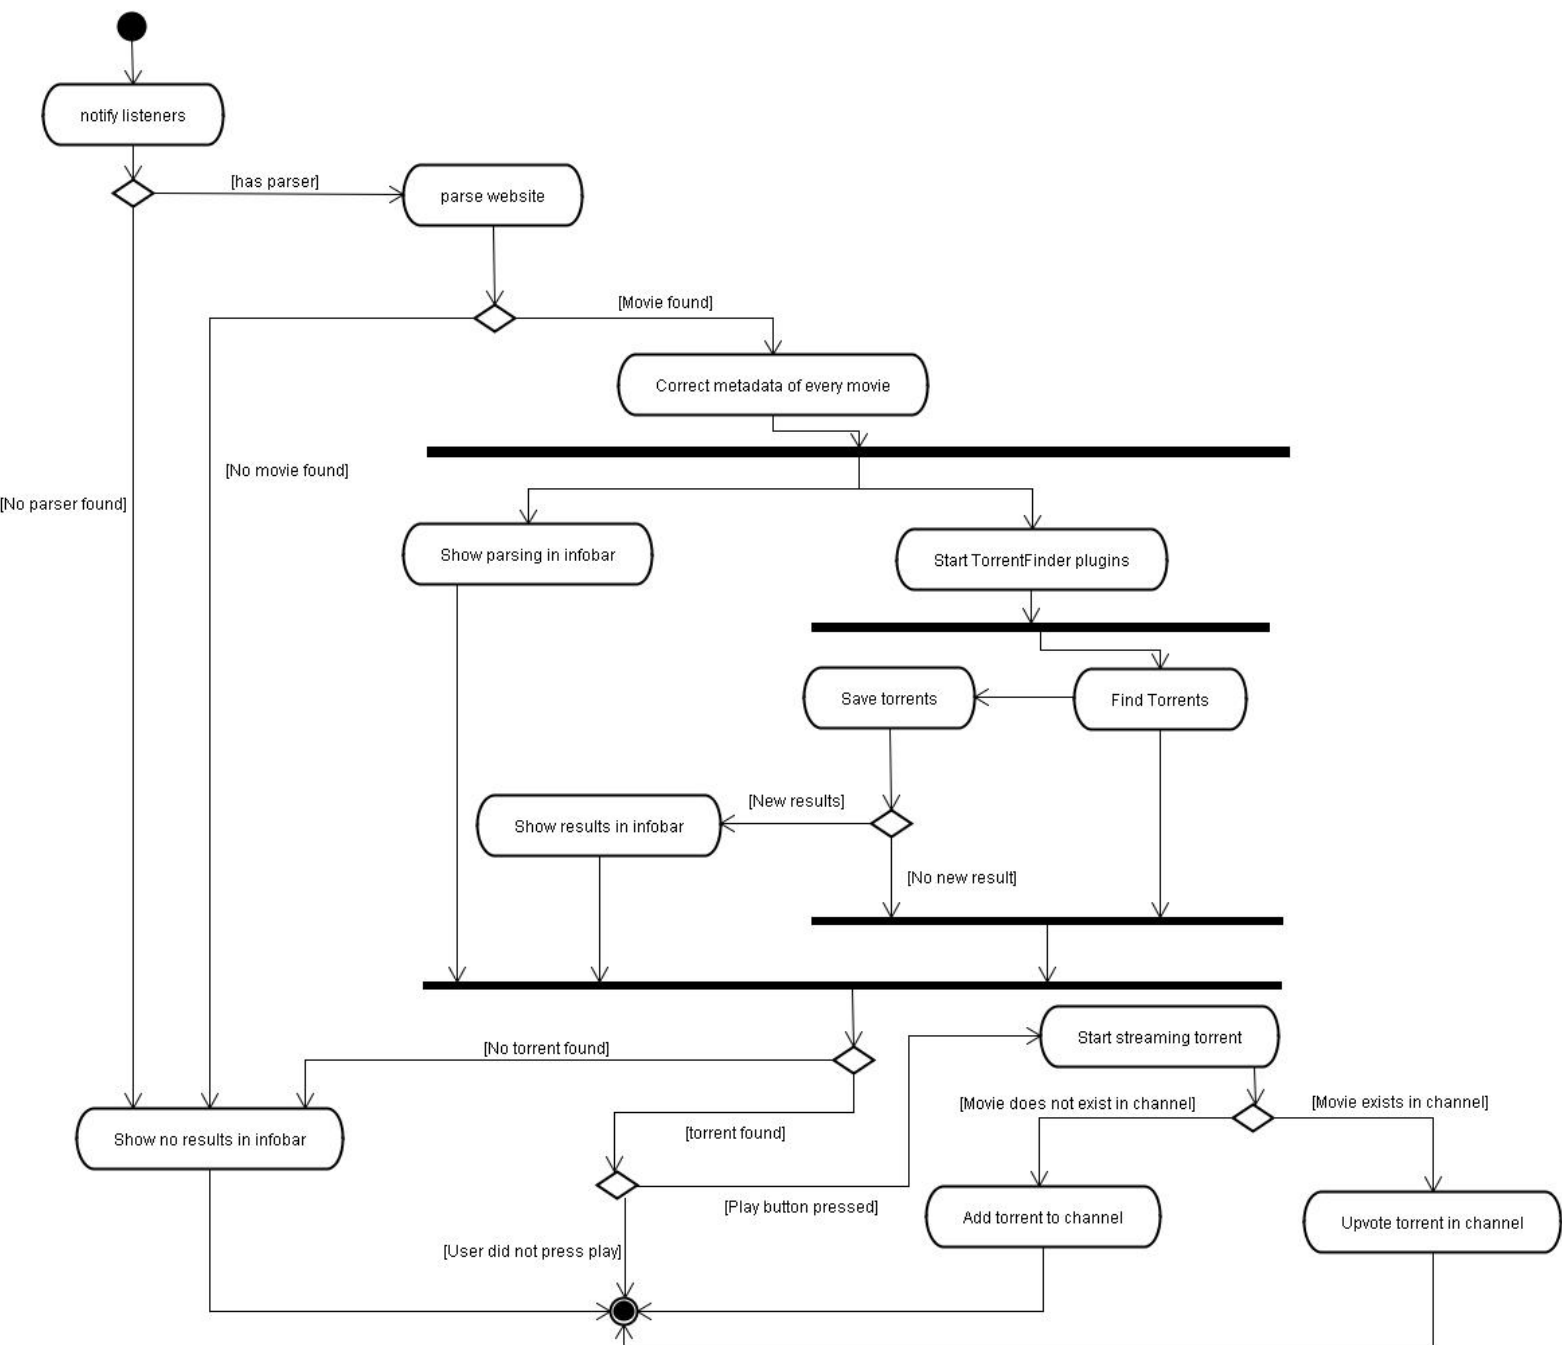 notify listeners
[has parser]
parse website
[Movie found]
Correct metadata of every movie
[No movie found]
[No parser found]
Show parsing in infobar
Start TorrentFinder plugins
Save torrents
Find Torrents
[New results]
Show results in infobar
[No new result]
Start streaming torrent
[No torrent found]
[Movie does not exist in channel]
[Movie exists in channel]
Show no results in infobar
[torrent found]
[Play button pressed]
Add torrent to channel
Upvote torrent in channel
[User did not press play]